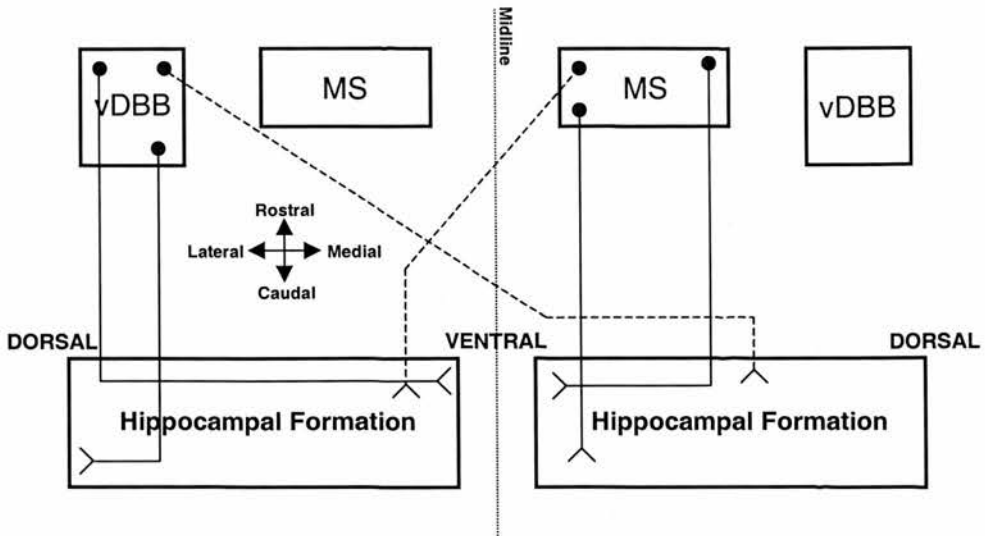 Midline
vDBB
MS
MS
vDBB
Rostral
Lateral
Medial
Caudal
DORSAL
VENTRAL
DORSAL
Hippocampal Formation
Hippocampal Formation